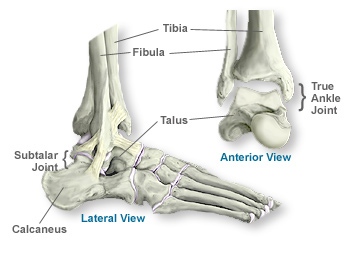 Tibia
Fibula
True
Ankle
Joint
Talus
Anterior View
Subtalar
Joint
Lateral View
Calcaneus